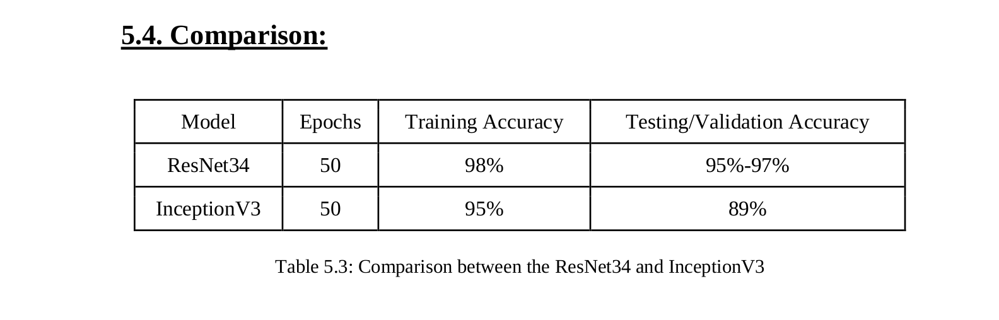 5.4. Comparison:
Model Epochs Training Accuracy Testing/Validation Accuracy
ResNet34 50 98% 95%-97%
InceptionV3 50 95% 89%
Table 5.3: Comparison between the ResNet34 and InceptionV3